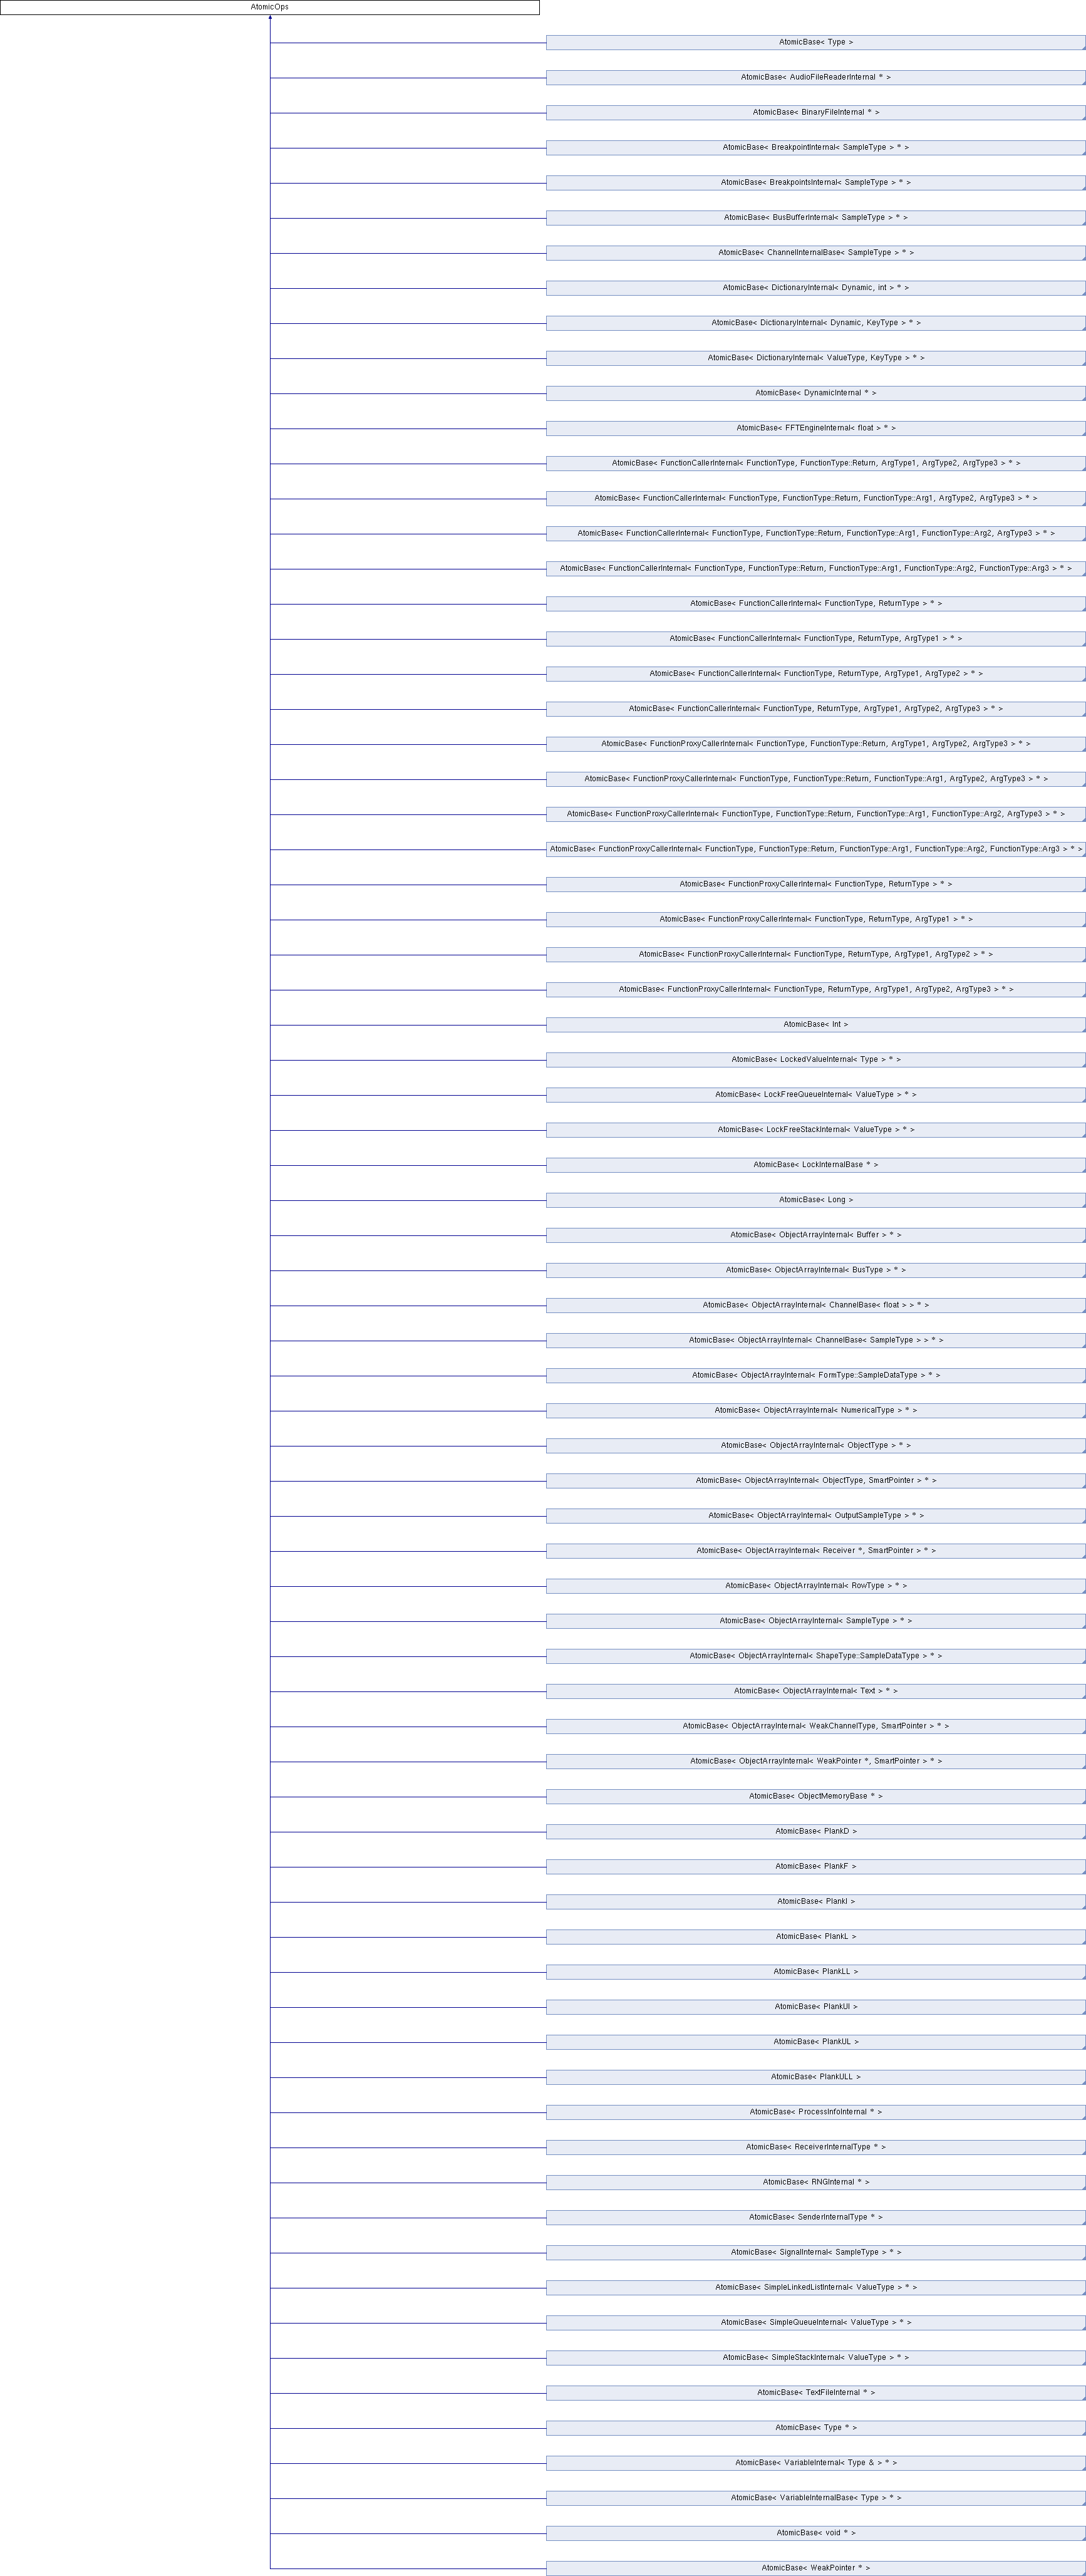 AtomicOps
AtomicBase< Type >
AtomicBase< AudioFileReaderInternal * >
AtomicBase< BinaryFileInternal * >
AtomicBase< BreakpointInternal< SampleType > * >
AtomicBase< BreakpointsInternal< SampleType > * >
AtomicBase< BusBufferInternal< SampleType > * >
AtomicBase< ChannelInternalBase< SampleType > * >
AtomicBase< DictionaryInternal< Dynamic, int > * >
AtomicBase< DictionaryInternal< Dynamic, KeyType > * >
AtomicBase< DictionaryInternal< ValueType, KeyType > * >
AtomicBase< DynamicInternal * >
AtomicBase< FFTEngineInternal< float > * >
AtomicBase< FunctionCallerInternal< FunctionType, FunctionType::Return, ArgType1, ArgType2, ArgType3 > * >
AtomicBase< FunctionCallerInternal< FunctionType, FunctionType::Return, FunctionType::Arg1, ArgType2, ArgType3 > * >
AtomicBase< FunctionCallerInternal< FunctionType, FunctionType::Return, FunctionType::Arg1, FunctionType::Arg2, ArgType3 > * >
AtomicBase< FunctionCallerInternal< FunctionType, FunctionType::Return, FunctionType::Arg1, FunctionType::Arg2, FunctionType::Arg3 > * >
AtomicBase< FunctionCallerInternal< FunctionType, ReturnType > * >
AtomicBase< FunctionCallerInternal< FunctionType, ReturnType, ArgType1 > * >
AtomicBase< FunctionCallerInternal< FunctionType, ReturnType, ArgType1, ArgType2 > * >
AtomicBase< FunctionCallerInternal< FunctionType, ReturnType, ArgType1, ArgType2, ArgType3 > * >
AtomicBase< FunctionProxyCallerInternal< FunctionType, FunctionType::Return, ArgType1, ArgType2, ArgType3 > * >
AtomicBase< FunctionProxyCallerInternal< FunctionType, FunctionType::Return, FunctionType::Arg1, ArgType2, ArgType3 > * >
AtomicBase< FunctionProxyCallerInternal< FunctionType, FunctionType::Return, FunctionType::Arg1, FunctionType::Arg2, ArgType3 > * >
AtomicBase< FunctionProxyCallerInternal< FunctionType, FunctionType::Return, FunctionType::Arg1, FunctionType::Arg2, FunctionType::Arg3 > * >
AtomicBase< FunctionProxyCallerInternal< FunctionType, ReturnType > * >
AtomicBase< FunctionProxyCallerInternal< FunctionType, ReturnType, ArgType1 > * >
AtomicBase< FunctionProxyCallerInternal< FunctionType, ReturnType, ArgType1, ArgType2 > * >
AtomicBase< FunctionProxyCallerInternal< FunctionType, ReturnType, ArgType1, ArgType2, ArgType3 > * >
AtomicBase< Int >
AtomicBase< LockedValueInternal< Type > * >
AtomicBase< LockFreeQueueInternal< ValueType > * >
AtomicBase< LockFreeStackInternal< ValueType > * >
AtomicBase< LockInternalBase * >
AtomicBase< Long >
AtomicBase< ObjectArrayInternal< Buffer > * >
AtomicBase< ObjectArrayInternal< BusType > * >
AtomicBase< ObjectArrayInternal< ChannelBase< float > > * >
AtomicBase< ObjectArrayInternal< ChannelBase< SampleType > > * >
AtomicBase< ObjectArrayInternal< FormType::SampleDataType > * >
AtomicBase< ObjectArrayInternal< NumericalType > * >
AtomicBase< ObjectArrayInternal< ObjectType > * >
AtomicBase< ObjectArrayInternal< ObjectType, SmartPointer > * >
AtomicBase< ObjectArrayInternal< OutputSampleType > * >
AtomicBase< ObjectArrayInternal< Receiver *, SmartPointer > * >
AtomicBase< ObjectArrayInternal< RowType > * >
AtomicBase< ObjectArrayInternal< SampleType > * >
AtomicBase< ObjectArrayInternal< ShapeType::SampleDataType > * >
AtomicBase< ObjectArrayInternal< Text > * >
AtomicBase< ObjectArrayInternal< WeakChannelType, SmartPointer > * >
AtomicBase< ObjectArrayInternal< WeakPointer *, SmartPointer > * >
AtomicBase< ObjectMemoryBase * >
AtomicBase< PlankD >
AtomicBase< PlankF >
AtomicBase< PlankI >
AtomicBase< PlankL >
AtomicBase< PlankLL >
AtomicBase< PlankUI >
AtomicBase< PlankUL >
AtomicBase< PlankULL >
AtomicBase< ProcessInfoInternal * >
AtomicBase< ReceiverInternalType * >
AtomicBase< RNGInternal * >
AtomicBase< SenderInternalType * >
AtomicBase< SignalInternal< SampleType > * >
AtomicBase< SimpleLinkedListInternal< ValueType > * >
AtomicBase< SimpleQueueInternal< ValueType > * >
AtomicBase< SimpleStackInternal< ValueType > * >
AtomicBase< TextFileInternal * >
AtomicBase< Type * >
AtomicBase< VariableInternal< Type & > * >
AtomicBase< VariableInternalBase< Type > * >
AtomicBase< void * >
AtomicBase< WeakPointer * >